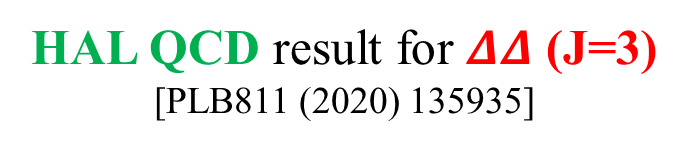 HAL QCD result for ΔΔ (J=3)
[PLB811 (2020) 135935]